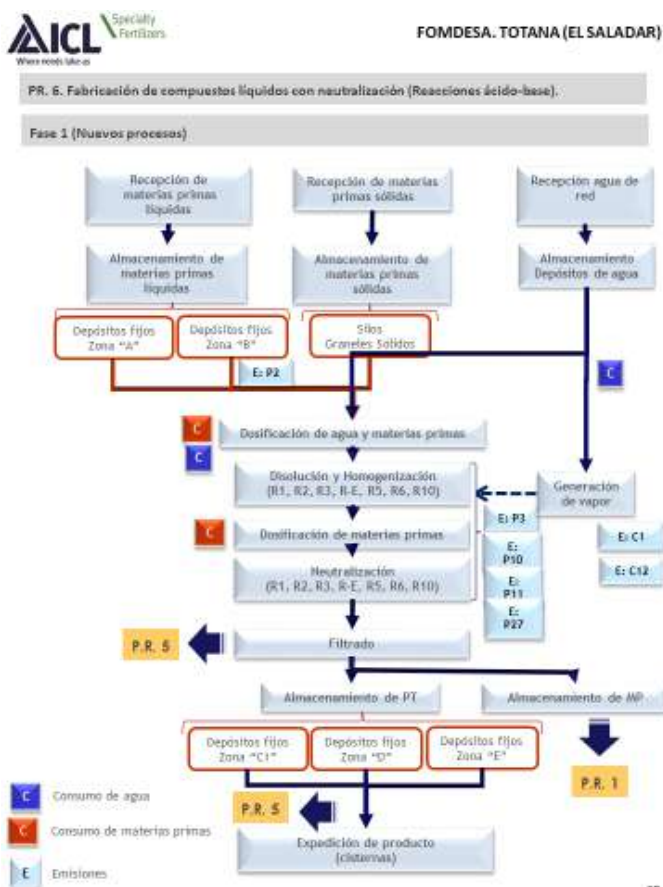 ICL
Specialty
Fertilizers
Where needs take us
FOMDESA. TOTANA (EL SALADAR)
PR. 6. Fabricación de compuestos líquidos con neutralización (Reacciones ácido-base).
Fase 1 (Nuevos procesos)
Recepción de
materias primas
líquidas
Recepción de materias
primas sólidas
Recepción agua de
red
Almacenamiento de
materias primas
líquidas
Almacenamiento de
materias primas
sólidas
Almacenamiento
Depósitos de agua
Depósitos fijos
Zona "A"
Depósitos fijos
Zona "B"
Silos
Graneles Sólidos
E: P2
C
C
Dosificación de agua y materias primas
C
Disolución y Homogenización
(R1, R2, R3, R-E, R5, R6, R10)
Generación
de vapor
E: P3
C
Dosificación de materias primas
E: C1
E:
P10
E: C12
Neutralización
(R1, R2, R3, R-E, R5, R6, R10)
E:
P11
E:
P27
P.R. 5
Filtrado
Almacenamiento de PT
Almacenamiento de MP
Depósitos fijos
Zona "C1"
Depósitos fijos
Zona "D"
Depósitos fijos
Zona "E"
P.R. 1
C
Consumo de agua
P.R. 5
C
Consumo de materias primas
Expedición de producto
(cisternas)
E
Emisiones